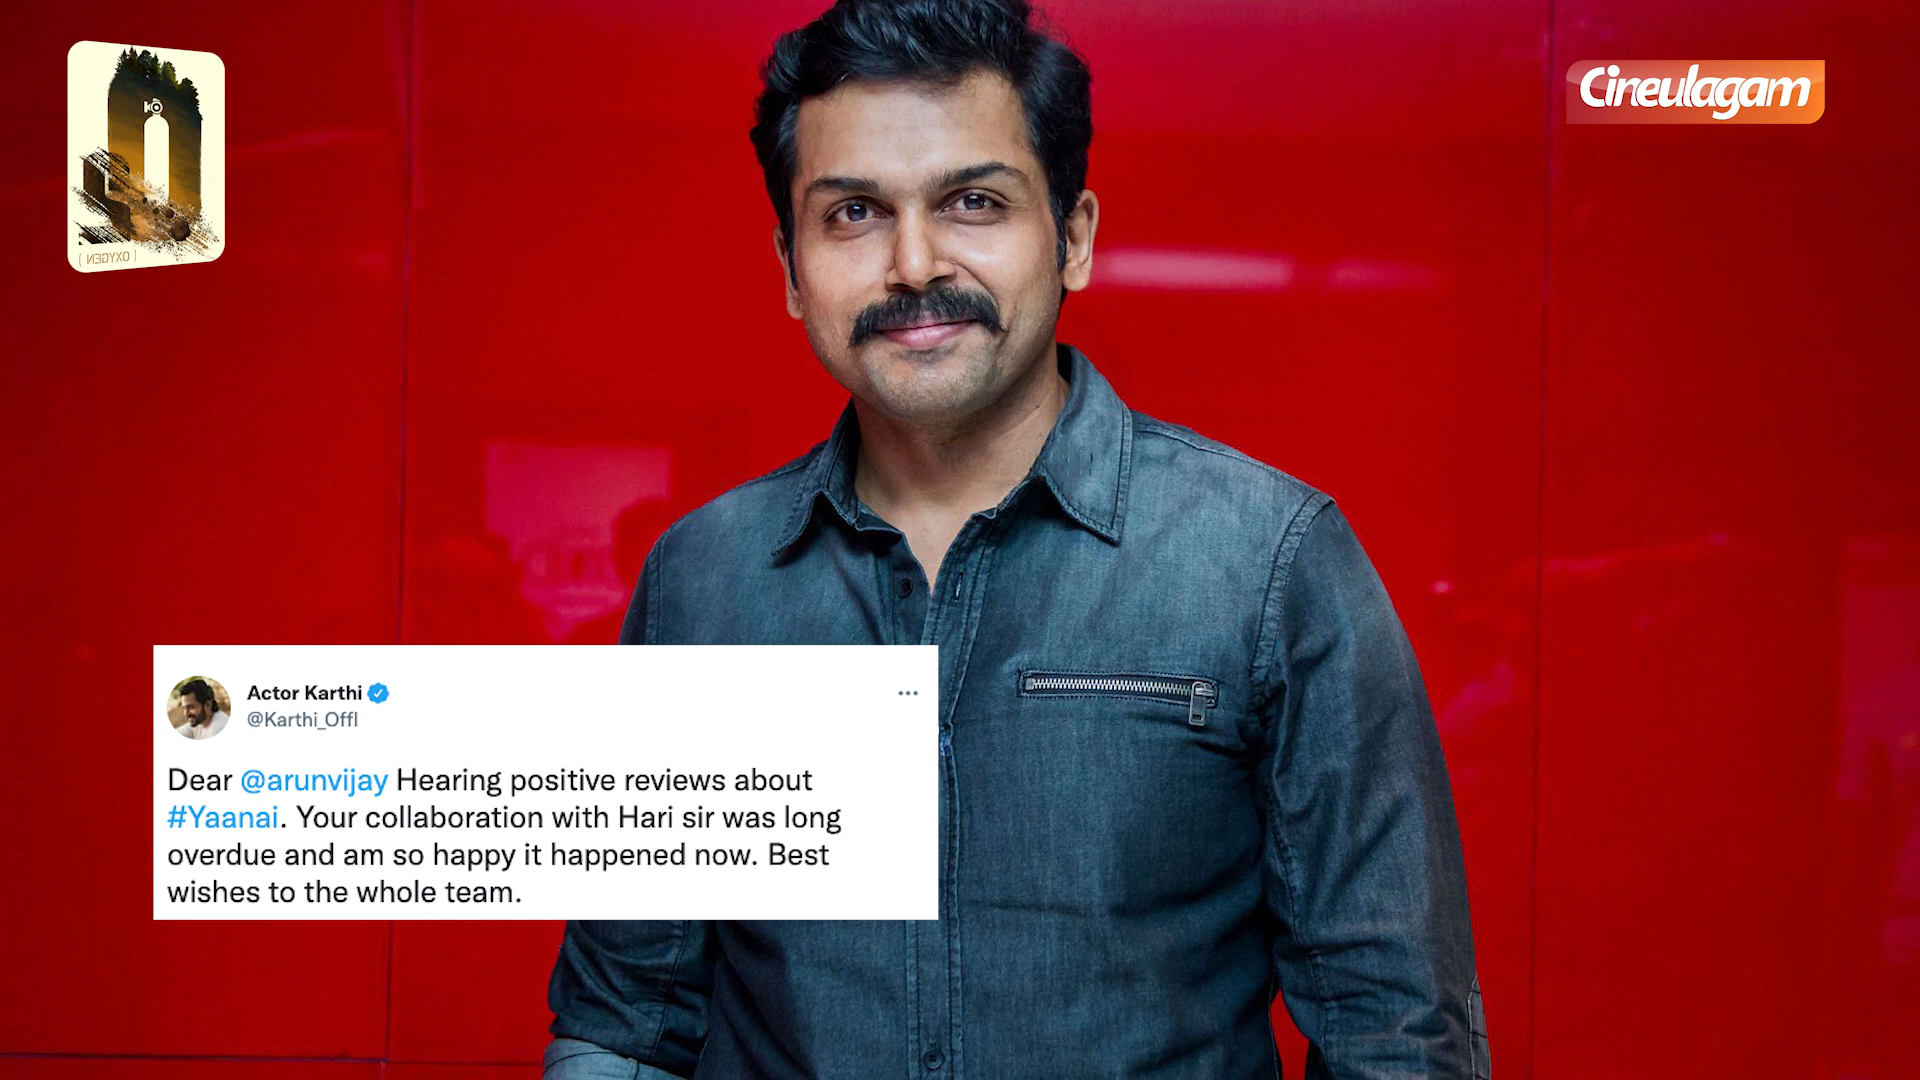 Cineulagam
[ OXYGEN ]
Actor Karthi
@Karthi_Offl
Dear @arunvijay Hearing positive reviews about
#Yaanai. Your collaboration with Hari sir was long
overdue and am so happy it happened now. Best
wishes to the whole team.